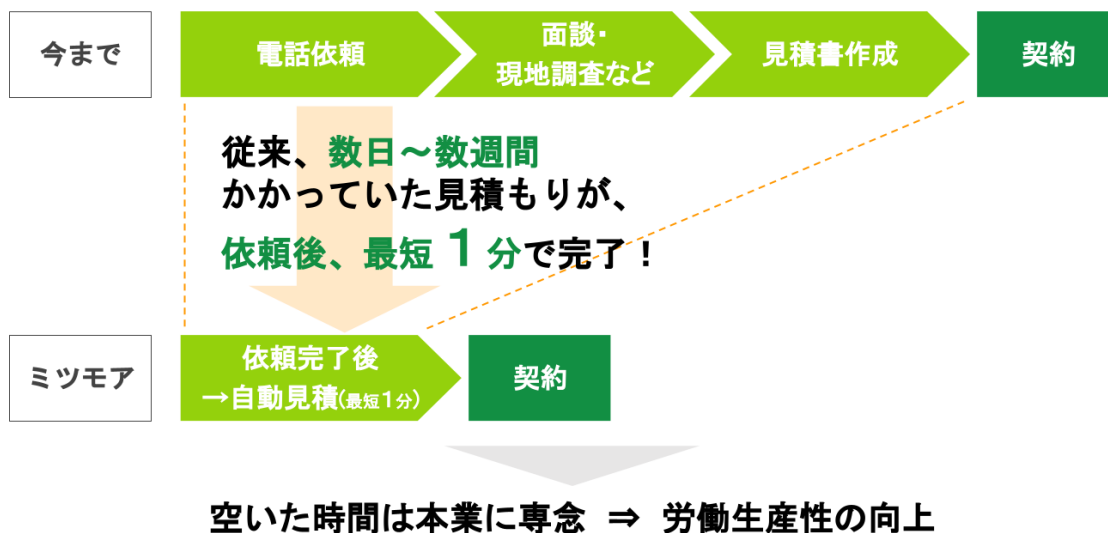 今まで
電話依頼
面談・
現地調査など
見積書作成
契約
従来、数日～数週間
かかっていた見積もりが、
依頼後、最短１分で完了！
ミツモア
依頼完了後
→自動見積(最短1分)
契約
空いた時間は本業に専念 ⇒ 労働生産性の向上